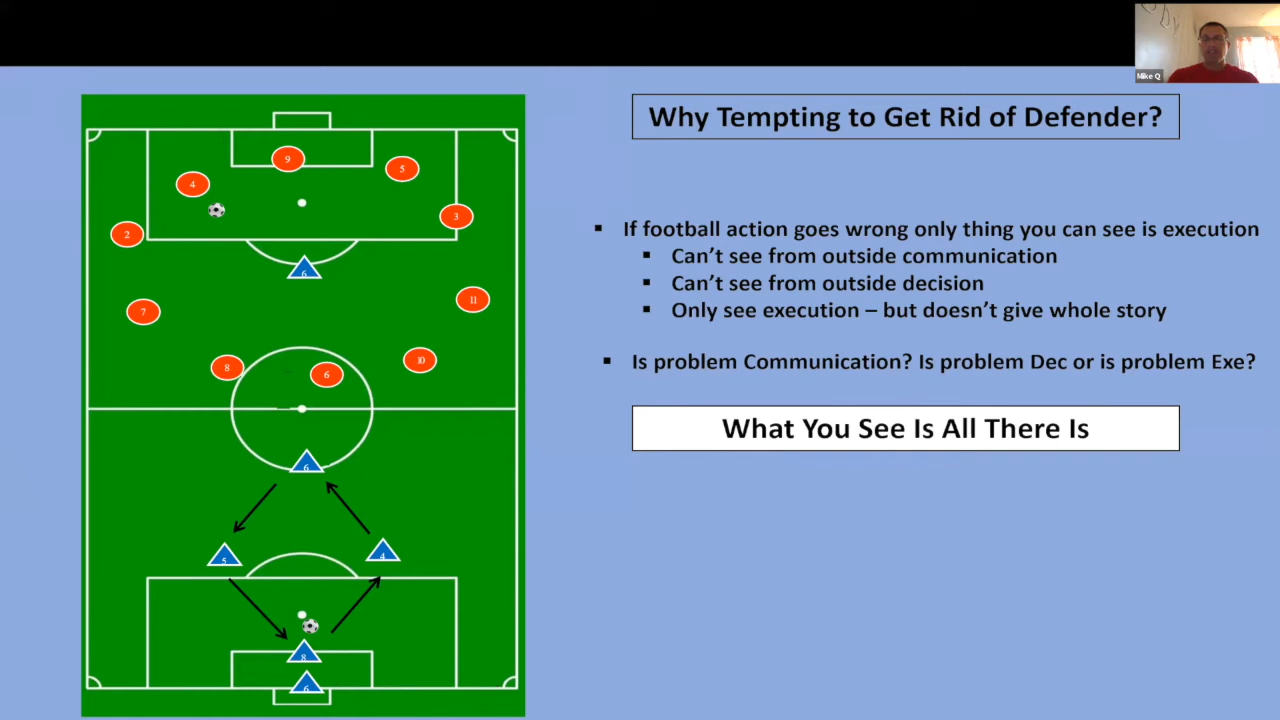 Mike Q
Why Tempting to Get Rid of Defender?
9
4
5
3
2
6
11
7
8
6
10
6
5
4
8
6
▪ If football action goes wrong only thing you can see is execution
▪ Can't see from outside communication
▪ Can't see from outside decision
▪ Only see execution – but doesn't give whole story
▪ Is problem Communication? Is problem Dec or is problem Exe?
What You See Is All There Is